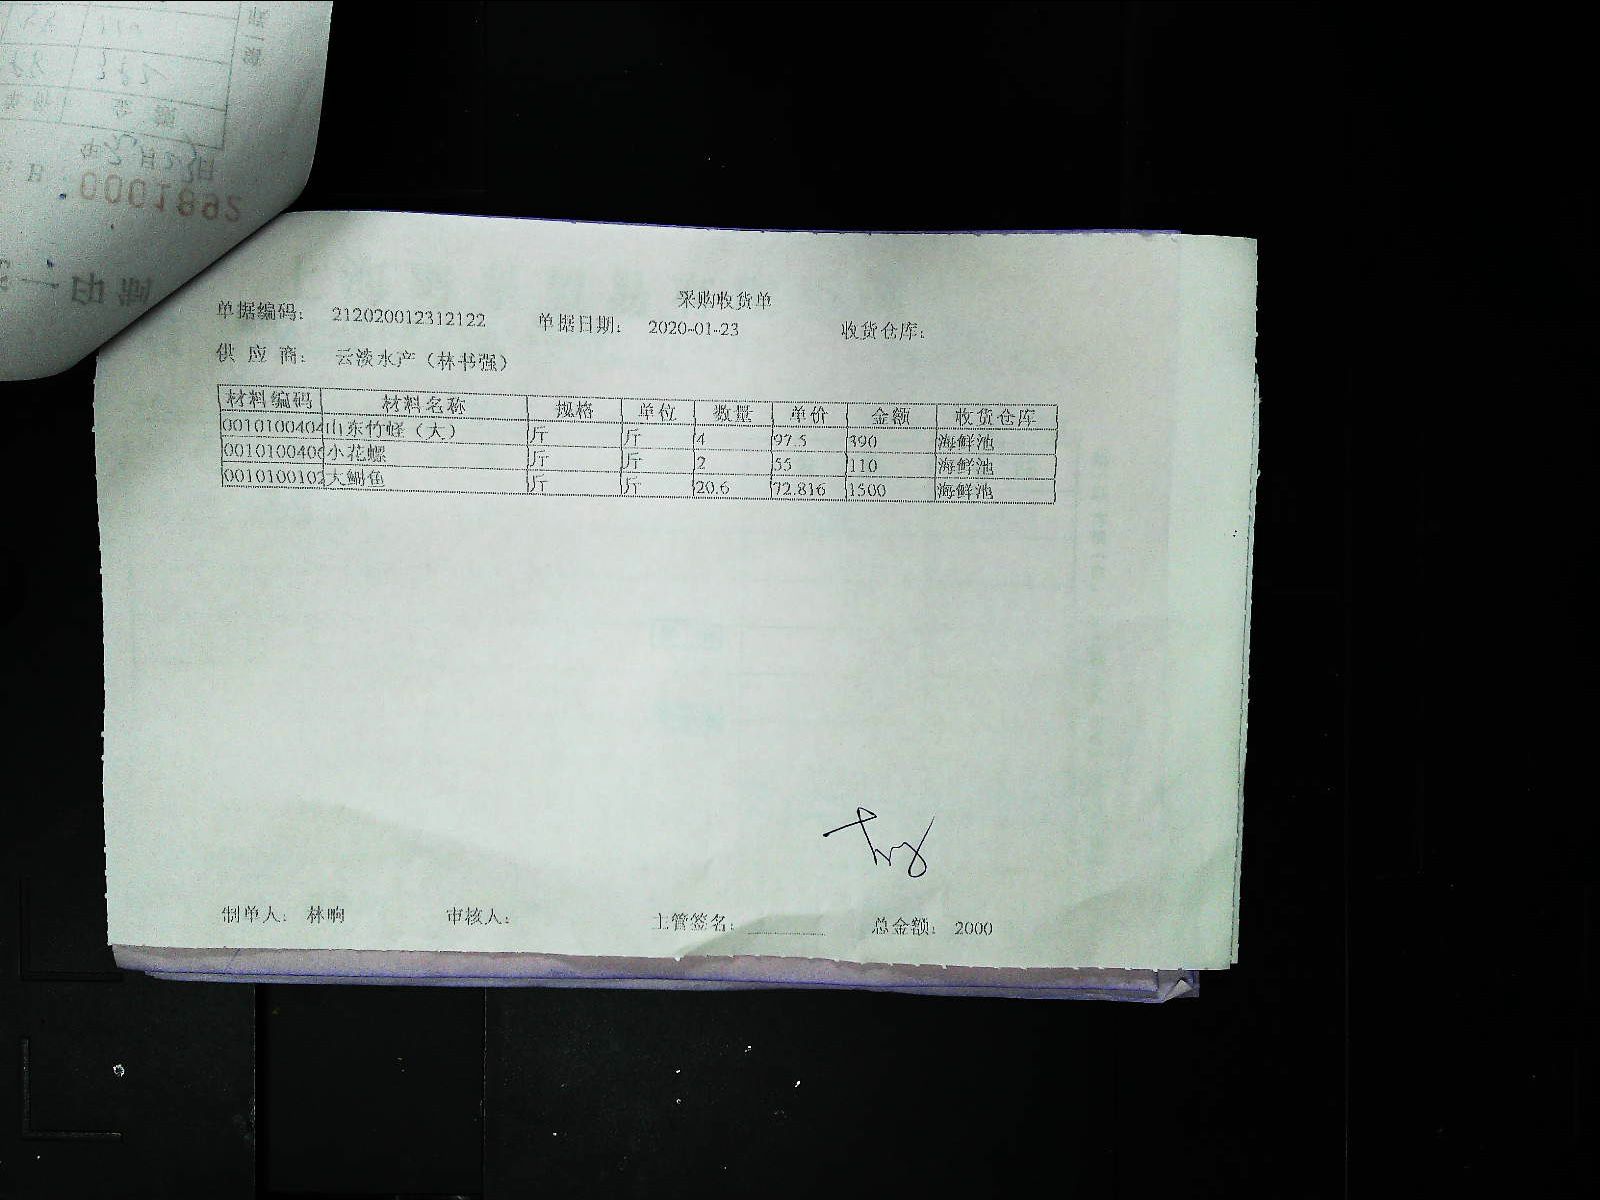 0001892
采购收货单
单据编码： 212020012312122 单据日期： 2020-01-23 收货仓库：
供 应 商： 云淡水产（林书强）
材料编码 材料名称 规格 单位 数量 单价 金额 收货仓库
0010100404 山东竹蛏（大） 斤 斤 4 97.5 390 海鲜池
001010040 小花螺 斤 斤 2 55 110 海鲜池
001010010 大鲷鱼 斤 斤 20.6 72.816 1500 海鲜池
制单人： 林晌 审核人： 主管签名： 总金额： 2000